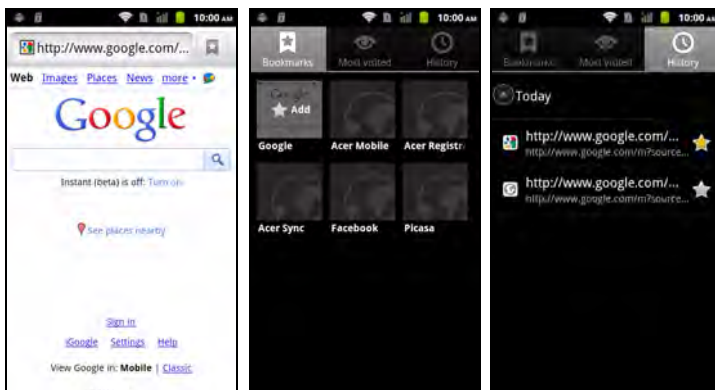 10:00 AM
http://www.google.com/...
Web Images Places News more
Google
Instant (beta) is off: Turn on
See places nearby
Sign in
iGoogle Settings Help
View Google in: Mobile | Classic
10:00 AM
Bookmarks Most visited History
Add
Google Acer Mobile Acer Registr
Acer Sync Facebook Picasa
10:00 AM
Bookmarks Most visited History
Today
http://www.google.com/...
http://www.google.com/m?source...
http://www.google.com/...
http://www.google.com/m?source...